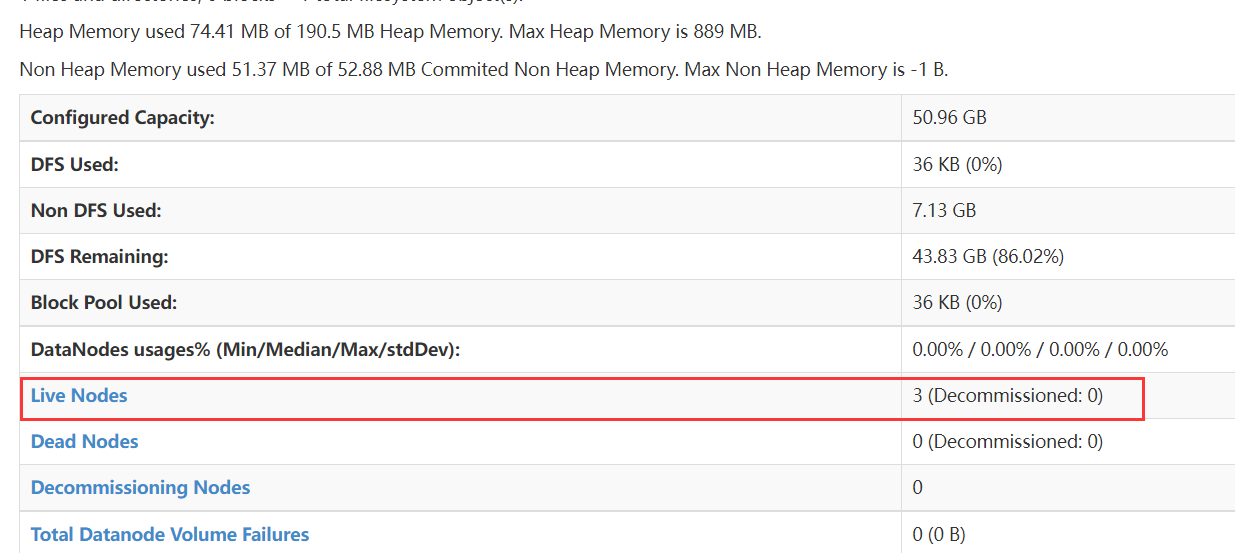 Heap Memory used 74.41 MB of 190.5 MB Heap Memory. Max Heap Memory is 889 MB.
Non Heap Memory used 51.37 MB of 52.88 MB Commited Non Heap Memory. Max Non Heap Memory is -1 B.
Configured Capacity: 50.96 GB
DFS Used: 36 KB (0%)
Non DFS Used: 7.13 GB
DFS Remaining: 43.83 GB (86.02%)
Block Pool Used: 36 KB (0%)
DataNodes usages% (Min/Median/Max/stdDev): 0.00% / 0.00% / 0.00% / 0.00%
Live Nodes 3 (Decommissioned: 0)
Dead Nodes 0 (Decommissioned: 0)
Decommissioning Nodes 0
Total Datanode Volume Failures 0 (0 B)